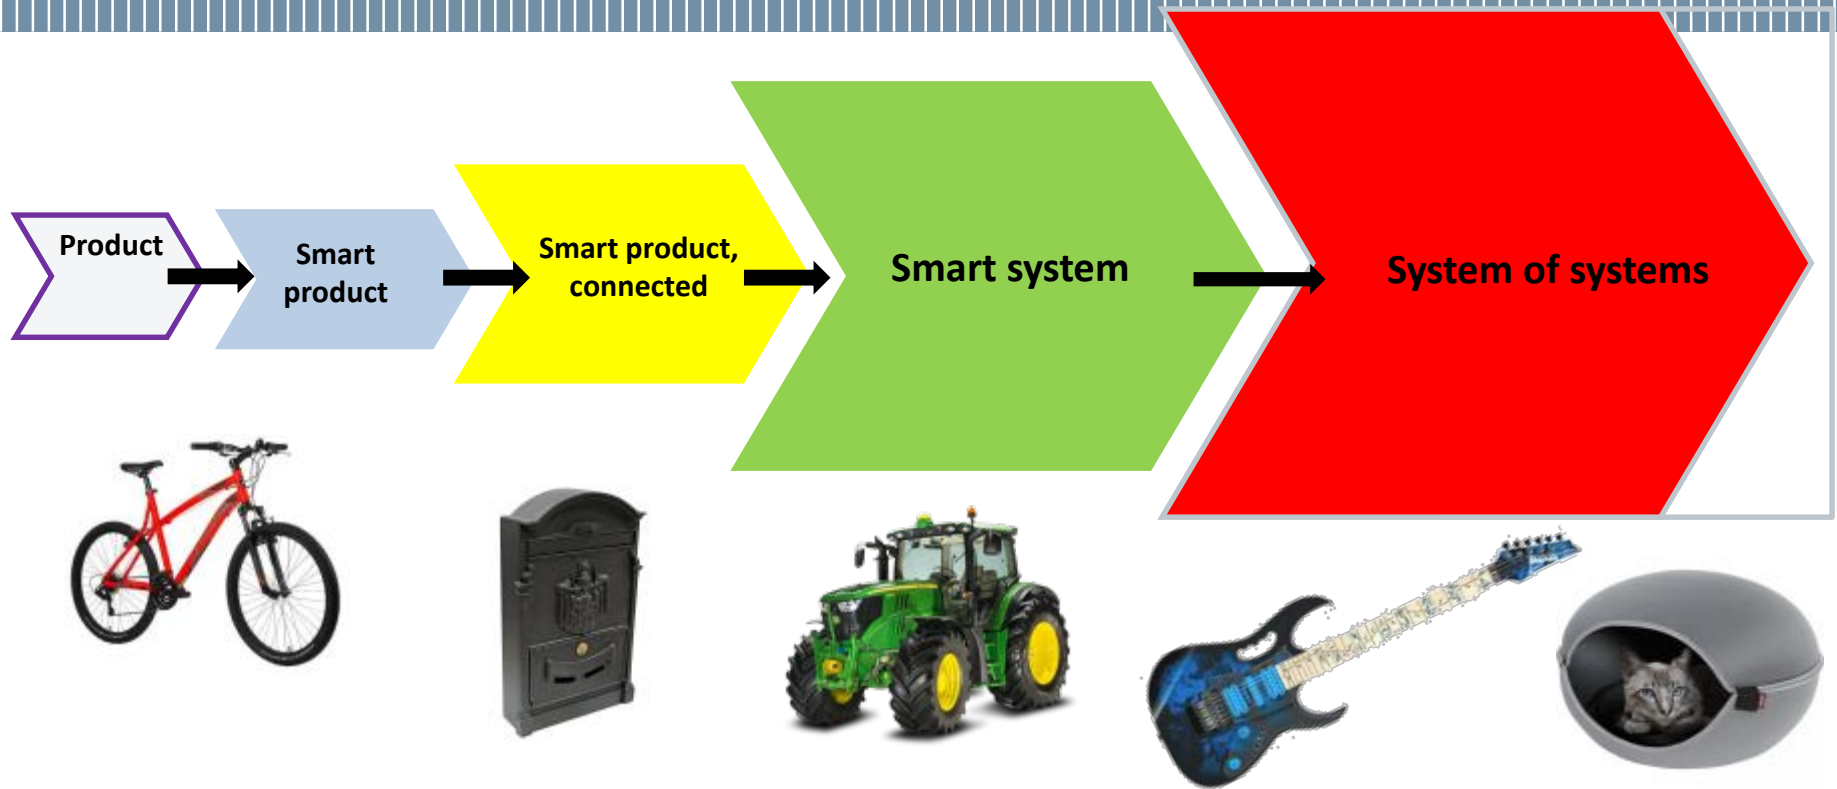 Product
Smart
product
Smart product,
connected
Smart system
System of systems